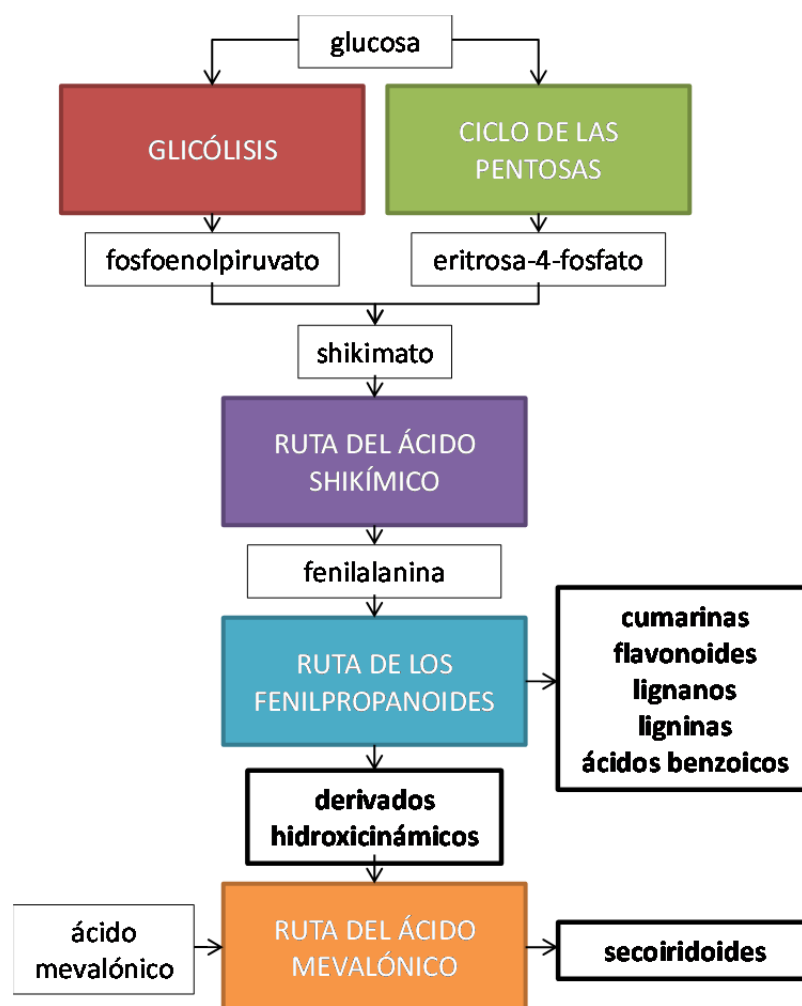 glucosa
GLICÓLISIS
CICLO DE LAS
PENTOSAS
fosfoenolpiruvato
eritrosa-4-fosfato
shikimato
RUTA DEL ÁCIDO
SHIKÍMICO
fenilalanina
RUTA DE LOS
FENILPROPANOIDES
cumarinas
flavonoides
lignanos
ligninas
ácidos benzoicos
derivados
hidroxicinámicos
ácido
mevalónico
RUTA DEL ÁCIDO
MEVALÓNICO
secoiridoides